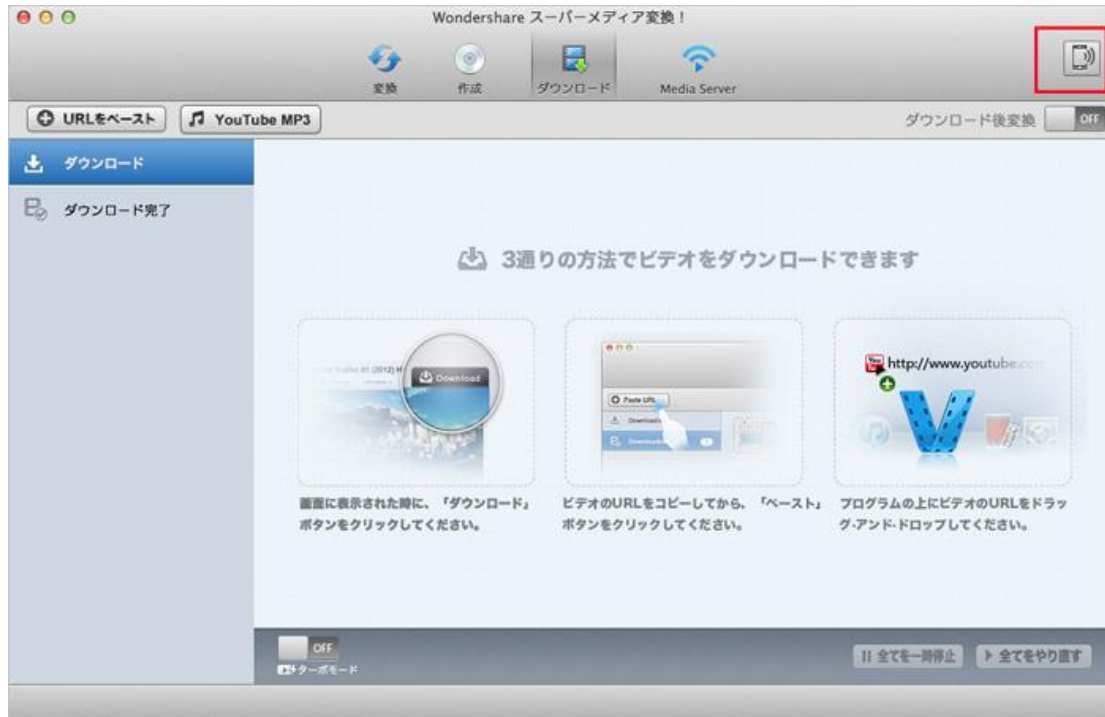 Wondershare スーパーメディア変換！
変換
作成
ダウンロード
Media Server
URLをペースト
YouTube MP3
ダウンロード後変換
OFF
ダウンロード
ダウンロード完了
3通りの方法でビデオをダウンロードできます
Download
Paste URL
http://www.youtube.co
画面に表示された時に、「ダウンロード」
ボタンをクリックしてください。
ビデオのURLをコピーしてから、「ペースト」
ボタンをクリックしてください。
プログラムの上にビデオのURLをドラッ
グ・アンド・ドロップしてください。
OFF
ターボモード
全てを一時停止
全てをやり直す